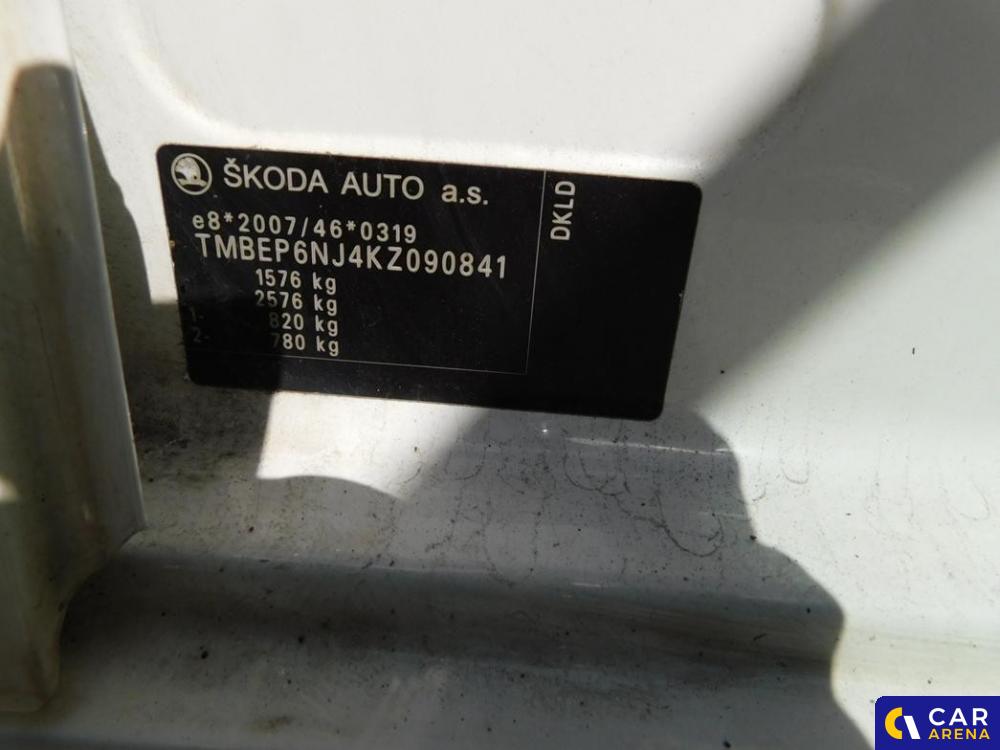 ŠKODA AUTO a.s.
e8*2007/46*0319
TMBEP6NJ4KZ090841
1576 kg
2576 kg
1- 820 kg
2- 780 kg
DKLD
CAR
ARENA